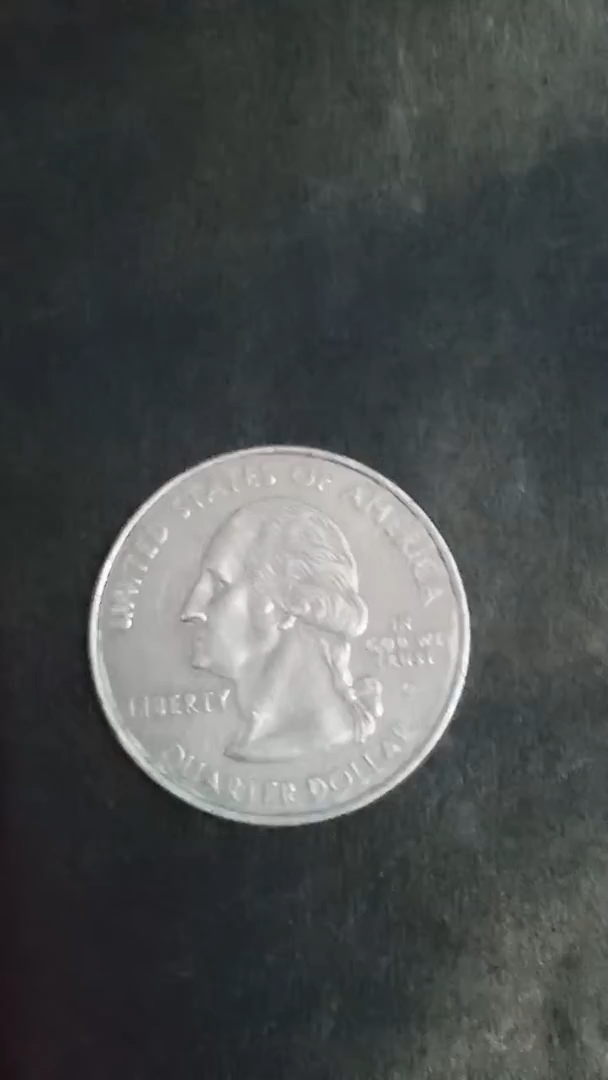 UNITED STATES OF AMERICA
IN
GOD WE
TRUST
LIBERTY
QUARTER DOLLAR